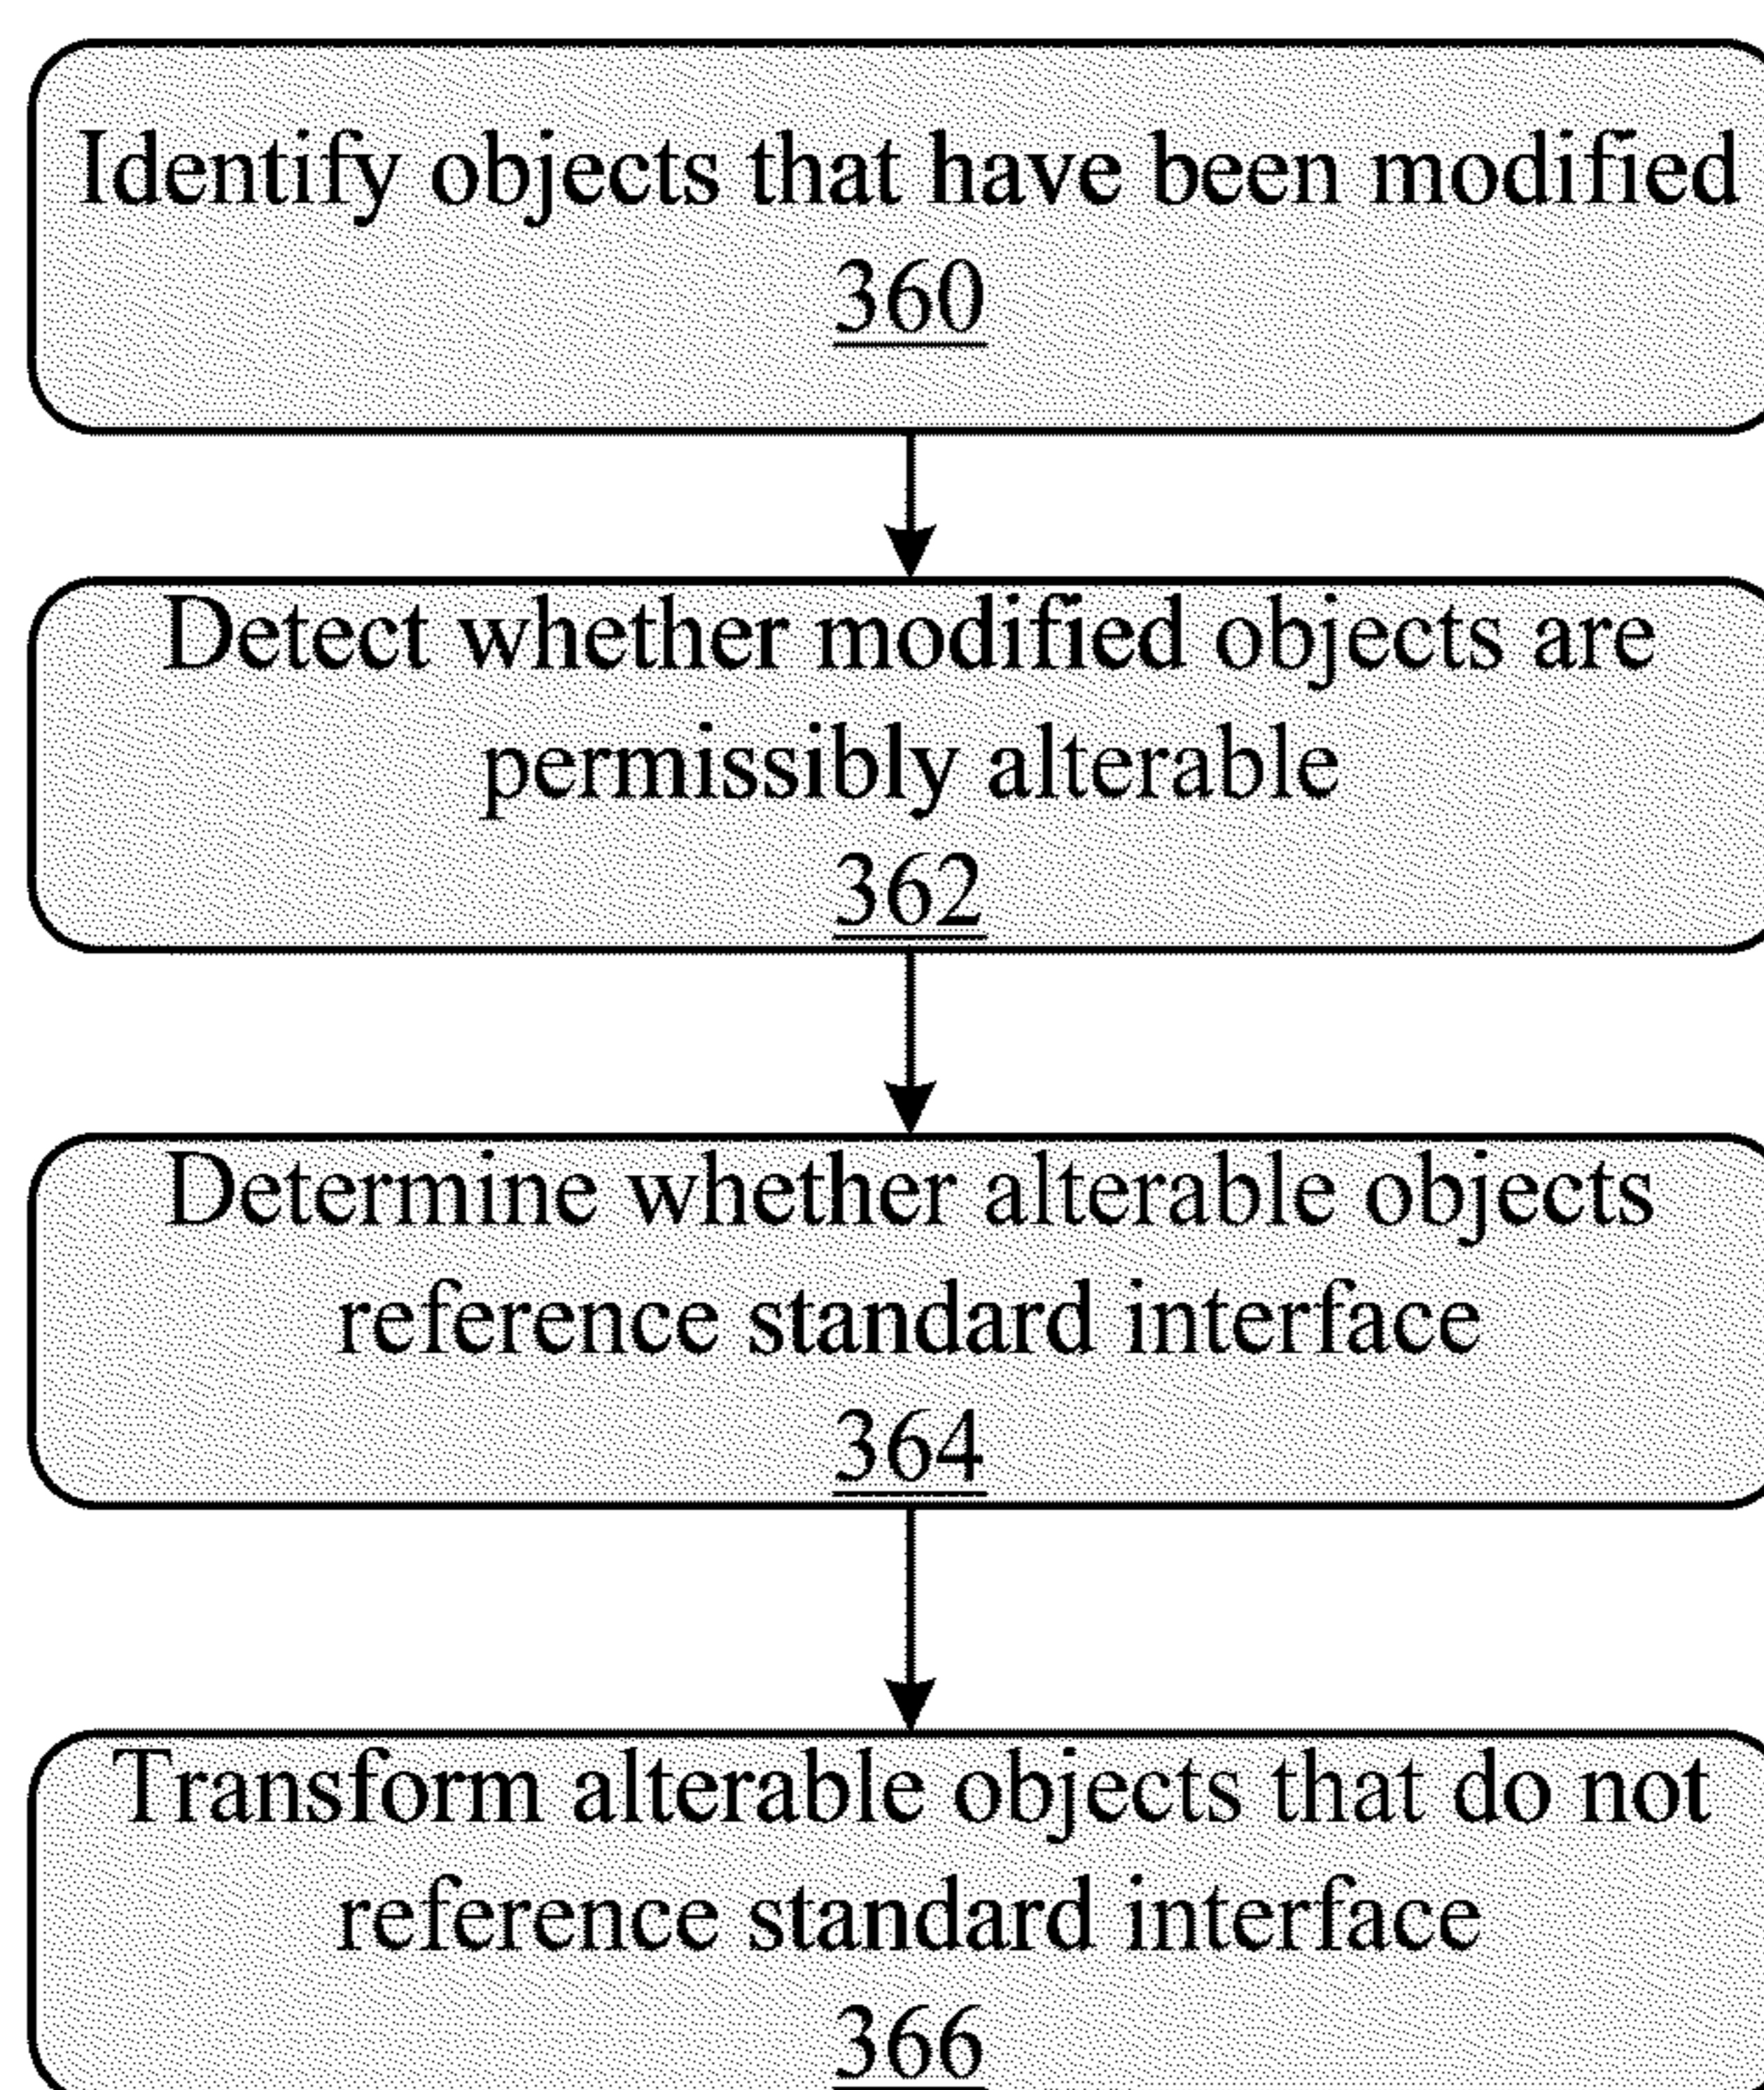 Identify objects that have been modified
360
Detect whether modified objects are
permissibly alterable
362
Determine whether alterable objects
reference standard interface
364
Transform alterable objects that do not
reference standard interface
366